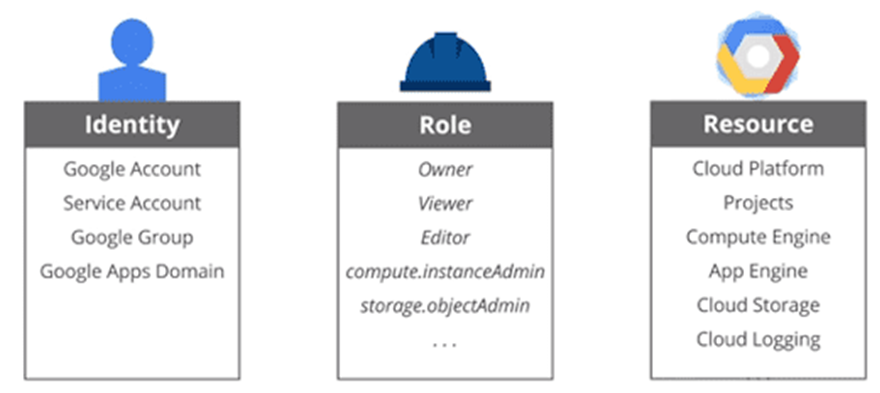 Identity
Google Account
Service Account
Google Group
Google Apps Domain
Role
Owner
Viewer
Editor
compute.instanceAdmin
storage.objectAdmin
...
Resource
Cloud Platform
Projects
Compute Engine
App Engine
Cloud Storage
Cloud Logging